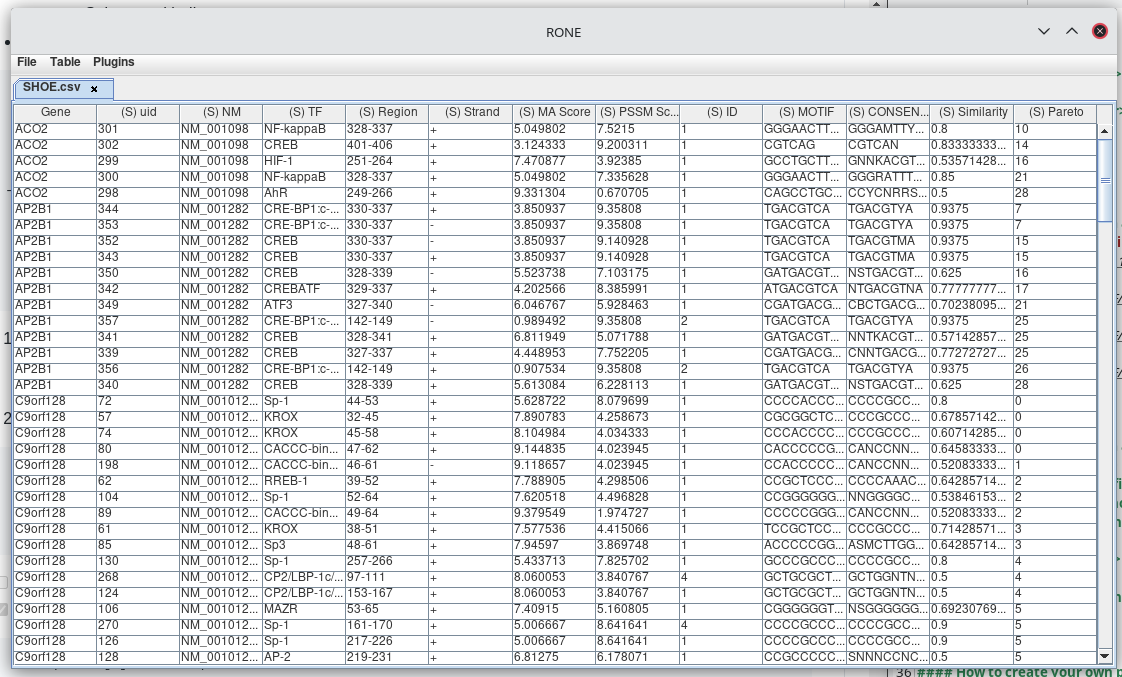 RONE
File Table Plugins
SHOE.csv
Gene (S) uid (S) NM (S) TF (S) Region (S) Strand (S) MA Score (S) PSSM Sc... (S) ID (S) MOTIF (S) CONSEN... (S) Similarity (S) Pareto
ACO2 301 NM_001098 NF-kappaB 328-337 + 5.049802 7.5215 1 GGGAACTT... GGGAMTTY... 0.8 10
ACO2 302 NM_001098 CREB 401-406 + 3.124333 9.200311 1 CGTCAG CGTCAN 0.83333333... 14
ACO2 299 NM_001098 HIF-1 251-264 + 7.470877 3.92385 1 GCCTGCTT... GNNKACGT... 0.53571428... 16
ACO2 300 NM_001098 NF-kappaB 328-337 + 5.049802 7.335628 1 GGGAACTT... GGGRATTT... 0.85 21
ACO2 298 NM_001098 AhR 249-266 + 9.331304 0.670705 1 CAGCCTGC... CCYCNRRS... 0.5 28
AP2B1 344 NM_001282 CRE-BP1:c-... 330-337 + 3.850937 9.35808 1 TGACGTCA TGACGTYA 0.9375 7
AP2B1 353 NM_001282 CRE-BP1:c-... 330-337 - 3.850937 9.35808 1 TGACGTCA TGACGTYA 0.9375 7
AP2B1 352 NM_001282 CREB 330-337 - 3.850937 9.140928 1 TGACGTCA TGACGTMA 0.9375 15
AP2B1 343 NM_001282 CREB 330-337 + 3.850937 9.140928 1 TGACGTCA TGACGTMA 0.9375 15
AP2B1 350 NM_001282 CREB 328-339 - 5.523738 7.103175 1 GATGACGT... NSTGACGT... 0.625 16
AP2B1 342 NM_001282 CREBATF 329-337 + 4.202566 8.385991 1 ATGACGTCA NTGACGTNA 0.77777777... 17
AP2B1 349 NM_001282 ATF3 327-340 - 6.046767 5.928463 1 CGATGACG... CBCTGACG... 0.70238095... 21
AP2B1 357 NM_001282 CRE-BP1:c-... 142-149 - 0.989492 9.35808 2 TGACGTCA TGACGTYA 0.9375 25
AP2B1 341 NM_001282 CREB 328-341 + 6.811949 5.071788 1 GATGACGT... NNTKACGT... 0.57142857... 25
AP2B1 339 NM_001282 CREB 327-337 + 4.448953 7.752205 1 CGATGACG... CNNTGACG... 0.77272727... 25
AP2B1 356 NM_001282 CRE-BP1:c-... 142-149 + 0.907534 9.35808 2 TGACGTCA TGACGTYA 0.9375 26
AP2B1 340 NM_001282 CREB 328-339 + 5.613084 6.228113 1 GATGACGT... NSTGACGT... 0.625 28
C9orf128 72 NM_001012... Sp-1 44-53 + 5.628722 8.079699 1 CCCCACCC... CCCCGCC... 0.8 0
C9orf128 57 NM_001012... KROX 32-45 + 7.890783 4.258673 1 CGCGGCTC... CCCGCCC... 0.67857142... 0
C9orf128 74 NM_001012... KROX 45-58 + 8.104984 4.034333 1 CCCACCCC... CCCGCCC... 0.60714285... 0
C9orf128 80 NM_001012... CACCC-bin... 47-62 + 9.144835 4.023945 1 CACCCCCG... CANCCNN... 0.64583333... 0
C9orf128 198 NM_001012... CACCC-bin... 46-61 - 9.118657 4.023945 1 CCACCCCC... CANCCNN... 0.52083333... 1
C9orf128 62 NM_001012... RREB-1 39-52 + 7.788905 4.298506 1 CCGCTCCC... CCCCAAAC... 0.64285714... 2
C9orf128 104 NM_001012... Sp-1 52-64 + 7.620518 4.496828 1 CCGGGGGG... NNGGGGC... 0.53846153... 2
C9orf128 89 NM_001012... CACCC-bin... 49-64 + 9.379549 1.974727 1 CCCCCGGG... CANCCNN... 0.52083333... 2
C9orf128 61 NM_001012... KROX 38-51 + 7.577536 4.415066 1 TCCGCTCC... CCCGCCC... 0.71428571... 3
C9orf128 85 NM_001012... Sp3 48-61 + 7.94597 3.869748 1 ACCCCCGG... ASMCTTGG... 0.64285714... 3
C9orf128 130 NM_001012... Sp-1 257-266 + 5.433713 7.825702 1 GCCCGCCC... CCCCGCC... 0.8 4
C9orf128 268 NM_001012... CP2/LBP-1c/... 97-111 + 8.060053 3.840767 4 GCTGCGCT... GCTGGNTN... 0.5 4
C9orf128 124 NM_001012... CP2/LBP-1c/... 153-167 + 8.060053 3.840767 1 GCTGCGCT... GCTGGNTN... 0.5 4
C9orf128 106 NM_001012... MAZR 53-65 + 7.40915 5.160805 1 CGGGGGGT... NSGGGGGG... 0.69230769... 5
C9orf128 270 NM_001012... Sp-1 161-170 + 5.006667 8.641641 4 CCCCGCCC... CCCCGCC... 0.9 5
C9orf128 126 NM_001012... Sp-1 217-226 + 5.006667 8.641641 1 CCCCGCCC... CCCCGCC... 0.9 5
C9orf128 128 NM_001012... AP-2 219-231 + 6.81275 6.178071 1 CCGCCCCC... SNNNCCNC... 0.5 5
36 #### How to create your own p